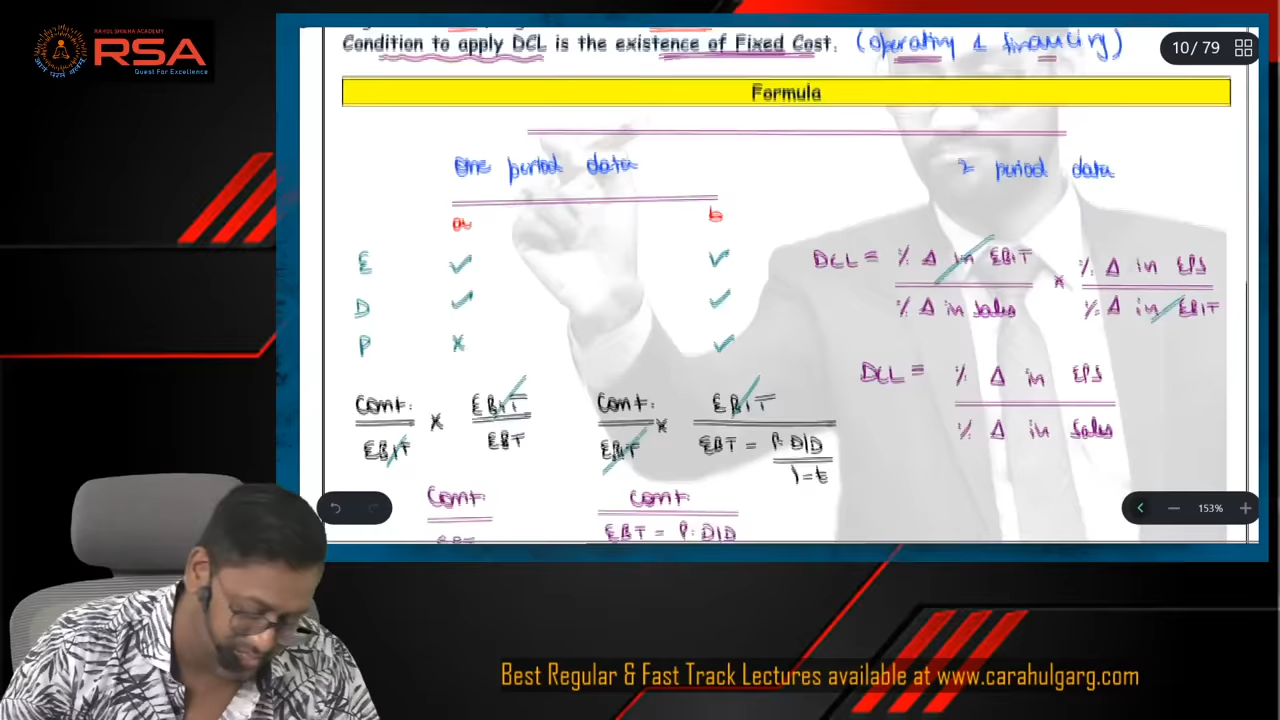 RAHUL SHARMA ACADEMY
RSA
Quest For Excellence
Condition to apply DCL is the existence of Fixed Cost. (operating & financing)
10 / 79
Formula
One period data
2 period data
a
b
E ✓ ✓
D ✓ ✓
P × ✓
DCL = % Δ in EBIT / % Δ in Sales × % Δ in EPS / % Δ in EBIT
DCL = % Δ in EPS / % Δ in Sales
Cont. / EBIT × EBIT / EBT
Cont. / EBIT × EBIT / EBT - P.D/D / 1-t
Cont
Cont
EBT - P.D/D
153%
Best Regular & Fast Track Lectures available at www.carahulgarg.com